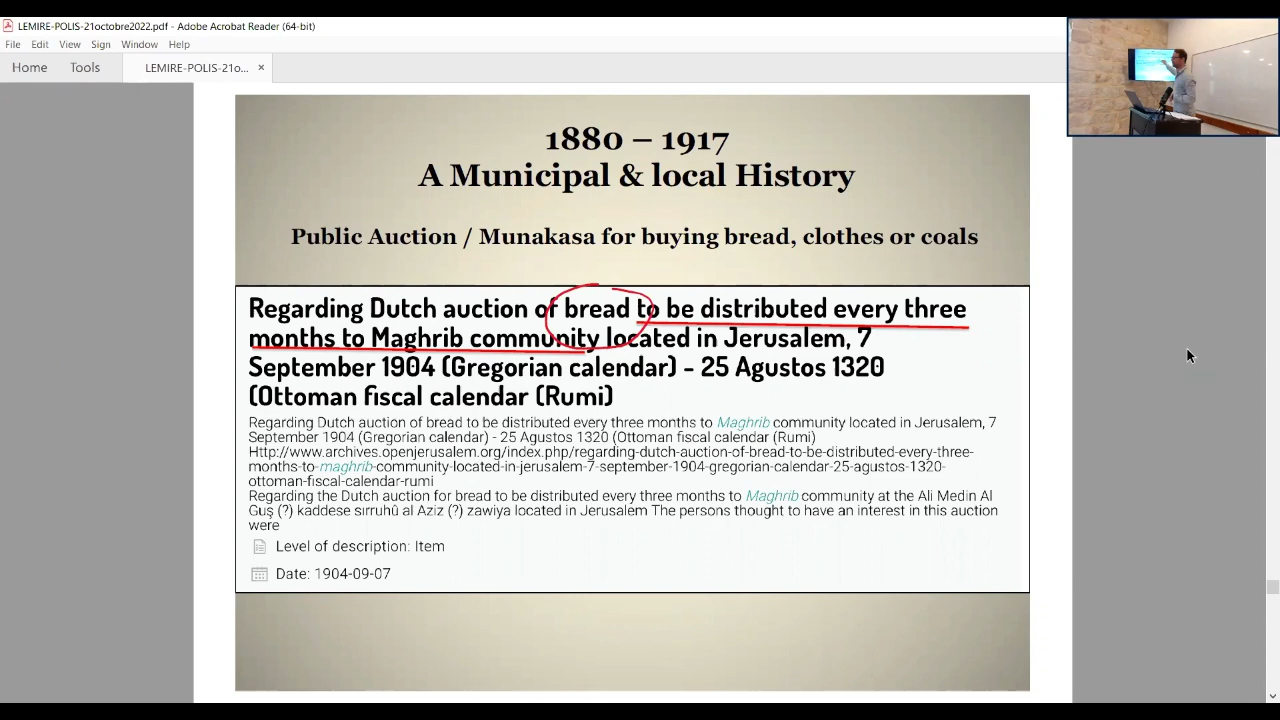 LEMIRE-POLIS-21octobre2022.pdf - Adobe Acrobat Reader (64-bit)
File Edit View Sign Window Help
Home Tools LEMIRE-POLIS-21o... ×
1880 – 1917
A Municipal & local History
Public Auction / Munakasa for buying bread, clothes or coals
Regarding Dutch auction of bread to be distributed every three
months to Maghrib community located in Jerusalem, 7
September 1904 (Gregorian calendar) - 25 Agustos 1320
(Ottoman fiscal calendar (Rumi)
Regarding Dutch auction of bread to be distributed every three months to Maghrib community located in Jerusalem, 7
September 1904 (Gregorian calendar) - 25 Agustos 1320 (Ottoman fiscal calendar (Rumi)
Http://www.archives.openjerusalem.org/index.php/regarding-dutch-auction-of-bread-to-be-distributed-every-three-
months-to-maghrib-community-located-in-jerusalem-7-september-1904-gregorian-calendar-25-agustos-1320-
ottoman-fiscal-calendar-rumi
Regarding the Dutch auction for bread to be distributed every three months to Maghrib community at the Ali Medin Al
Guş (?) kaddese sırruhû al Aziz (?) zawiya located in Jerusalem The persons thought to have an interest in this auction
were
Level of description: Item
Date: 1904-09-07